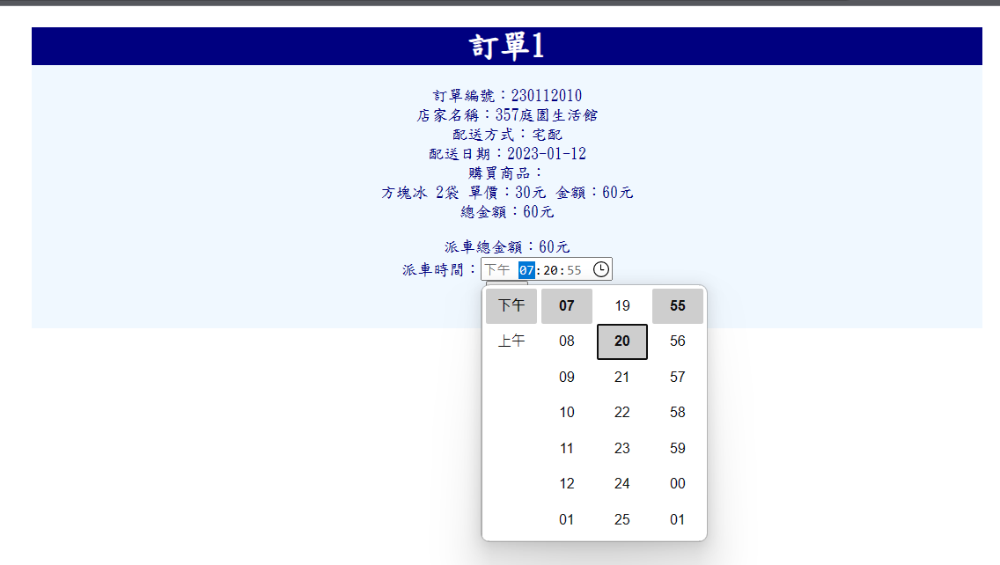 訂單1
訂單編號：230112010
店家名稱：357庭園生活館
配送方式：宅配
配送日期：2023-01-12
購買商品：
方塊冰 2袋 單價：30元 金額：60元
總金額：60元
派車總金額：60元
派車時間：下午 07:20:55
下午 07 19 55
上午 08 20 56
09 21 57
10 22 58
11 23 59
12 24 00
01 25 01